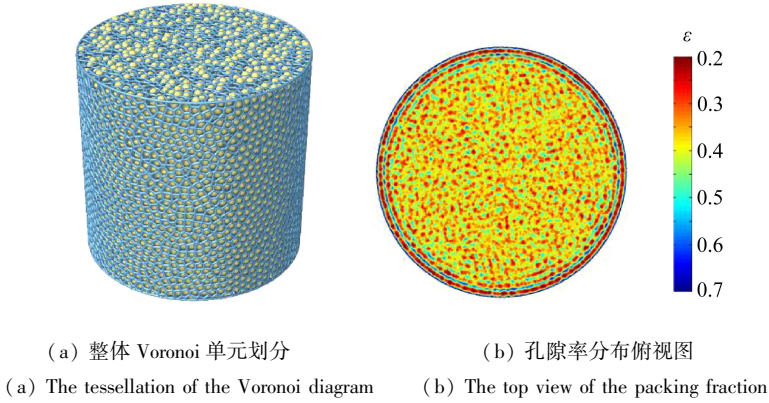 ε
0.2
0.3
0.4
0.5
0.6
0.7
(a) 整体 Voronoi 单元划分
(b) 孔隙率分布俯视图
(a) The tessellation of the Voronoi diagram
(b) The top view of the packing fraction